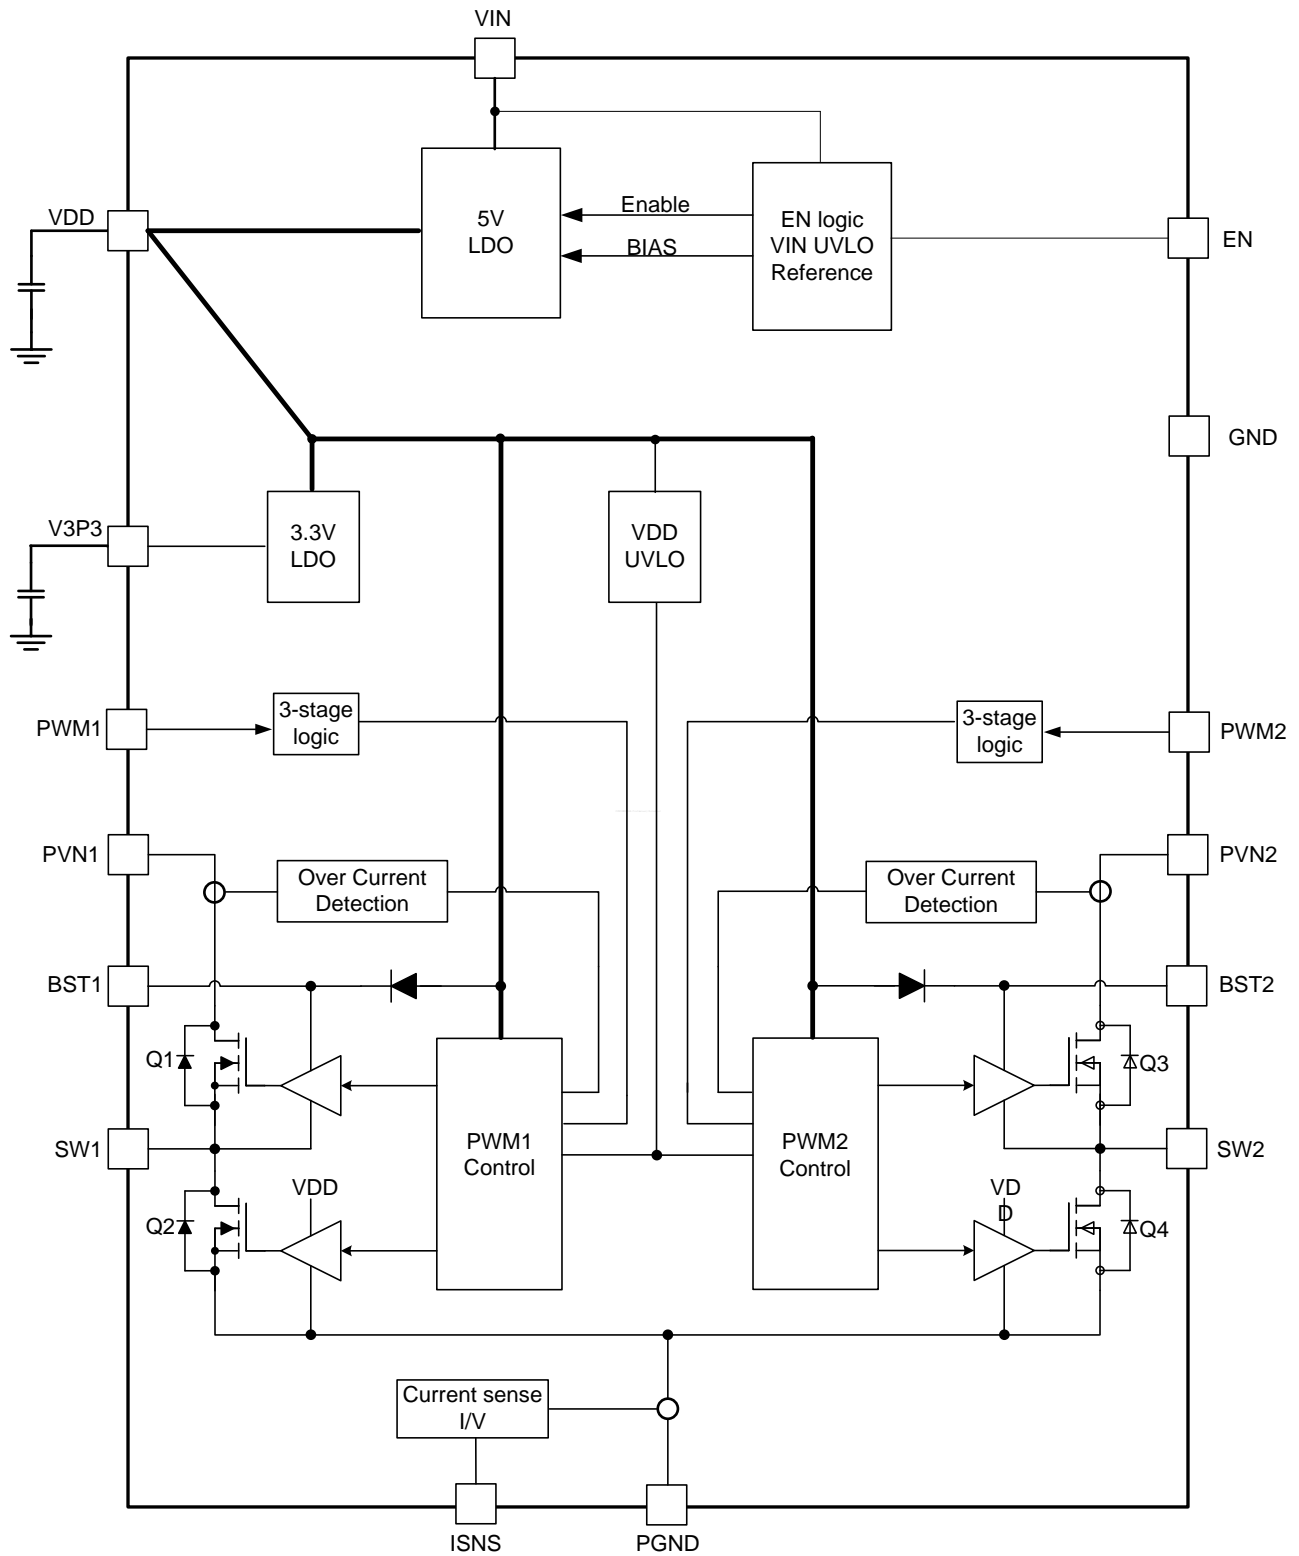 VIN
VDD
5V
LDO
Enable
BIAS
EN logic
VIN UVLO
Reference
EN
GND
V3P3
3.3V
LDO
VDD
UVLO
PWM1
3-stage
logic
3-stage
logic
PWM2
PVN1
Over Current
Detection
Over Current
Detection
PVN2
BST1
BST2
Q1
Q3
SW1
PWM1
Control
PWM2
Control
SW2
Q2
VDD
VD
D
Q4
Current sense
I/V
ISNS
PGND